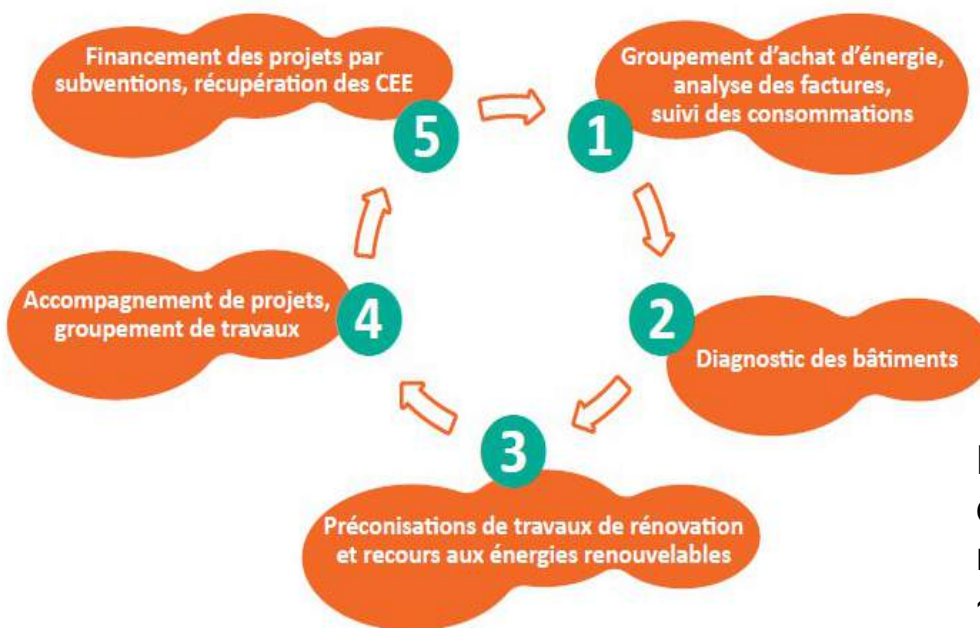 Financement des projets par
subventions, récupération des CEE
5
Groupement d'achat d'énergie,
analyse des factures,
suivi des consommations
1
2
Diagnostic des bâtiments
3
Préconisations de travaux de rénovation
et recours aux énergies renouvelables
4
Accompagnement de projets,
groupement de travaux